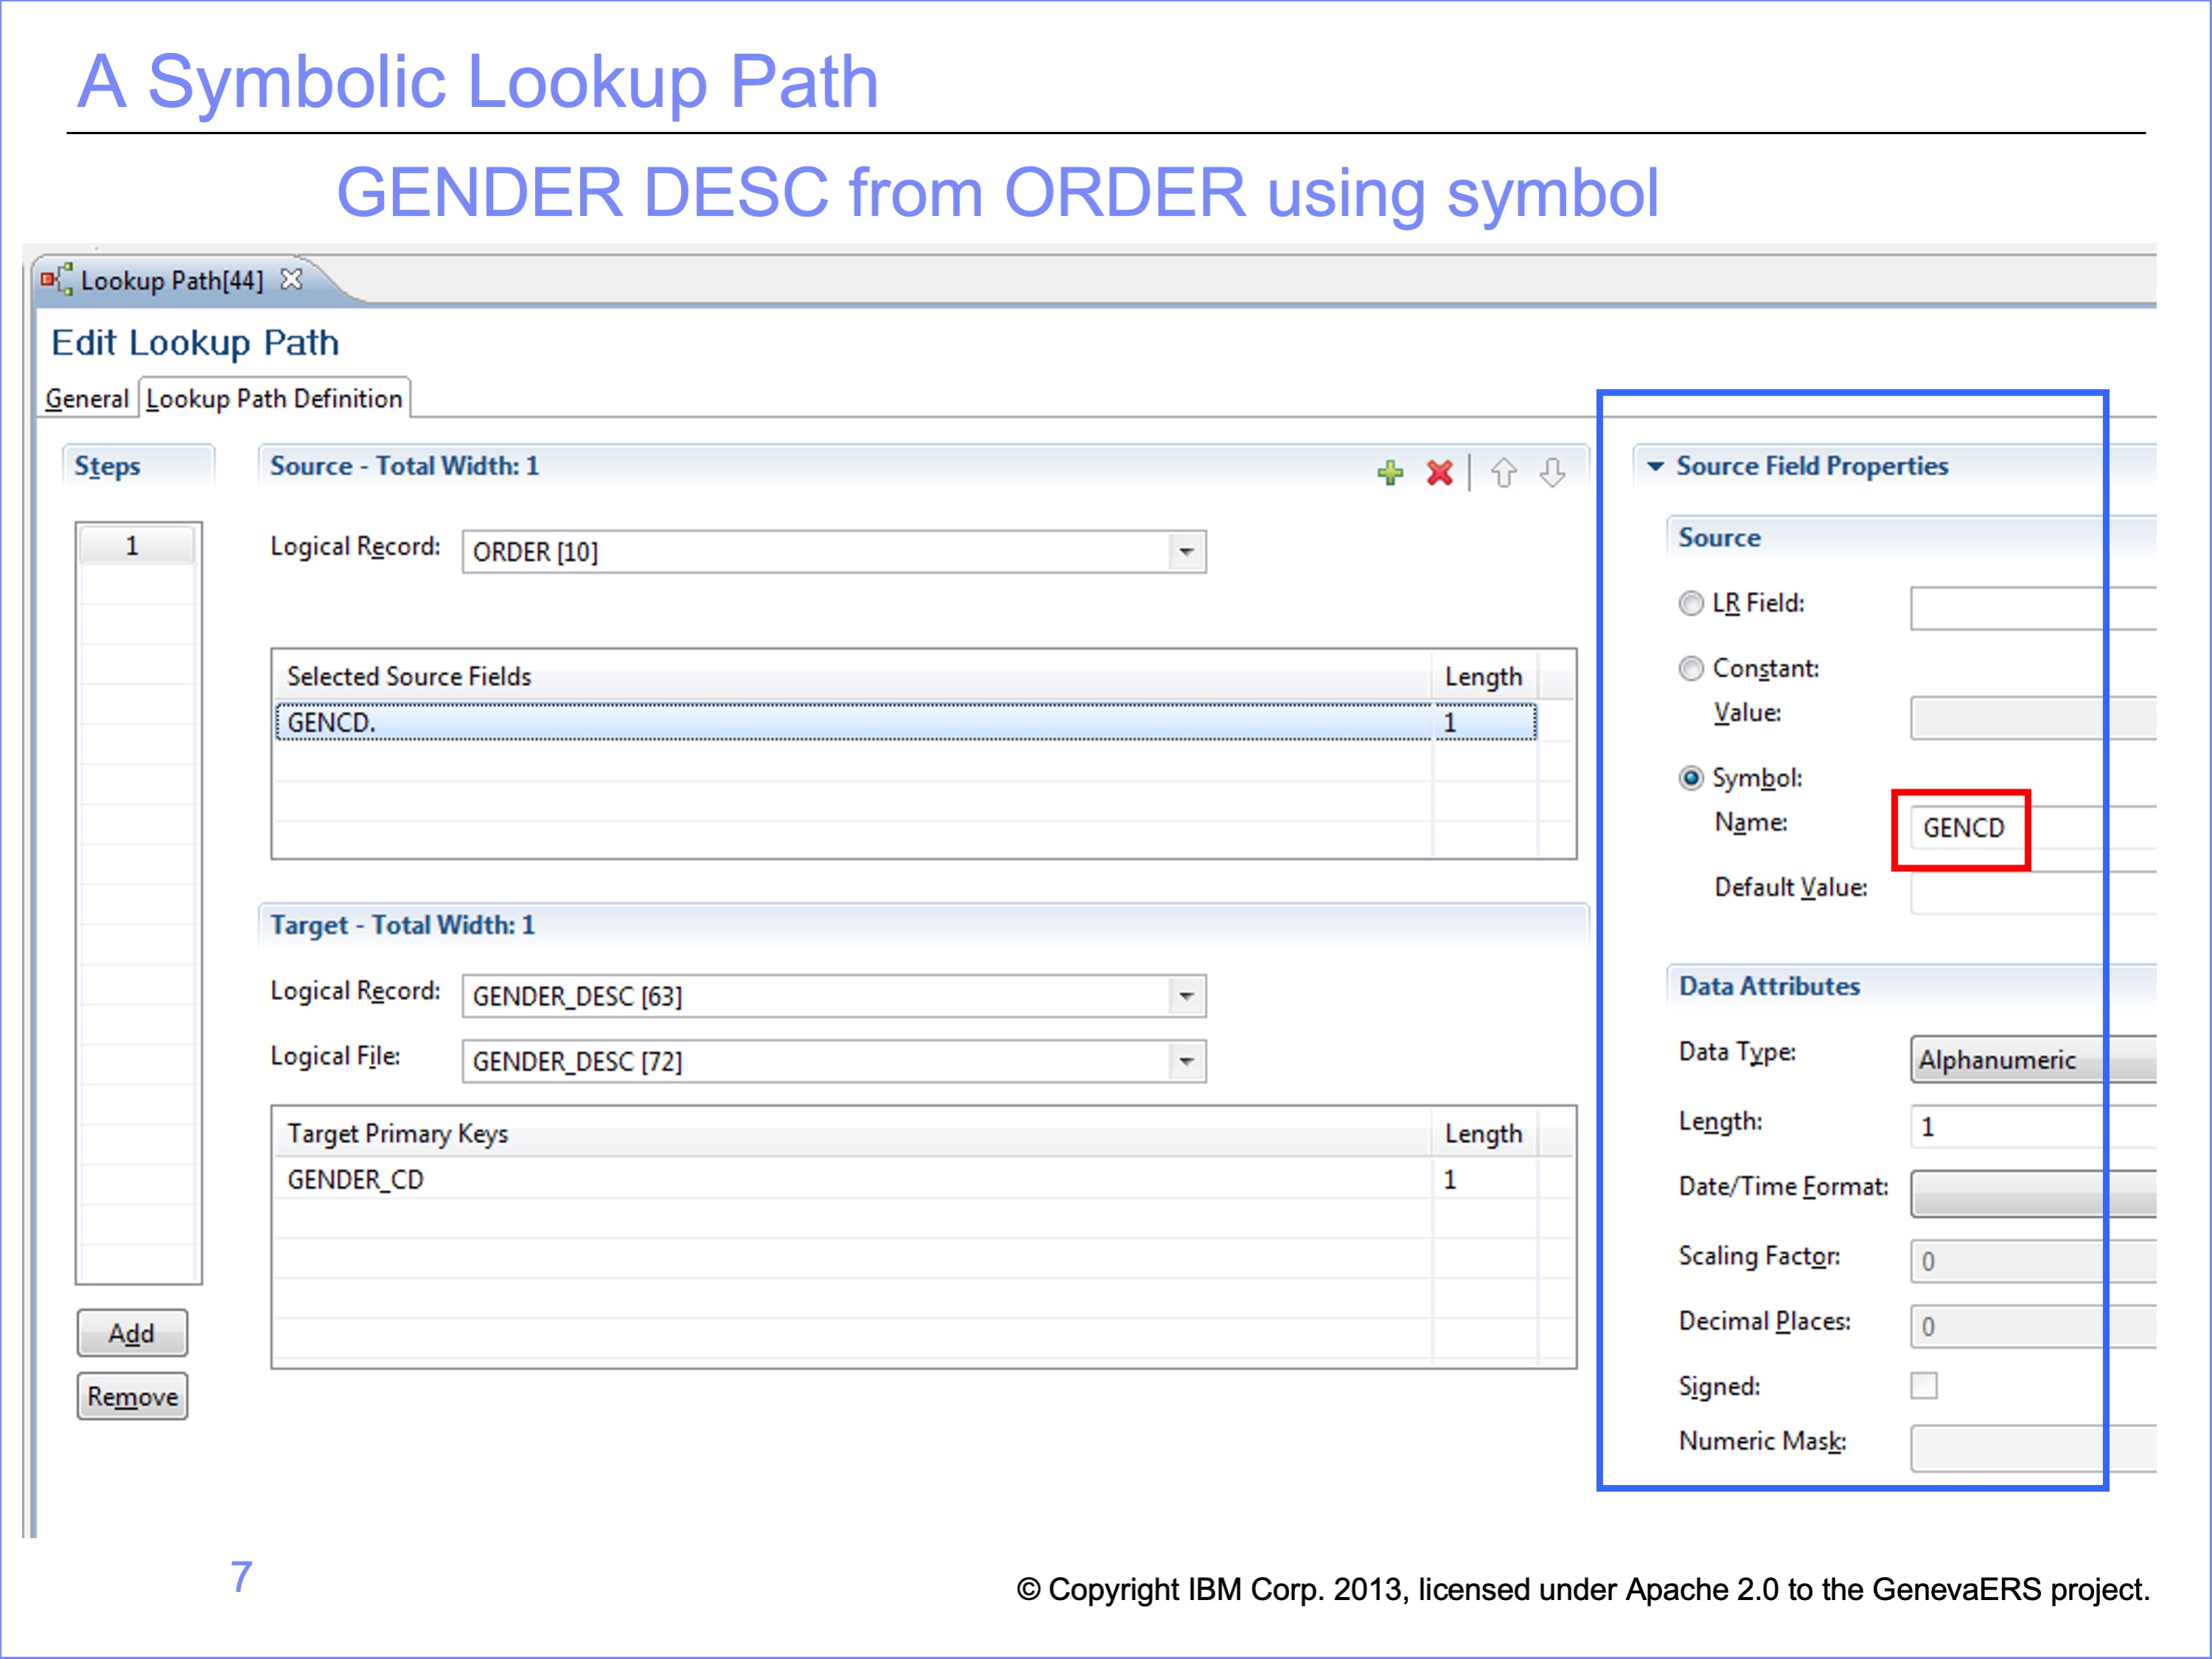 A Symbolic Lookup Path
GENDER DESC from ORDER using symbol
Lookup Path[44]
Edit Lookup Path
General
Lookup Path Definition
Steps
1
Add
Remove
Source - Total Width: 1
Logical Record: ORDER [10]
Selected Source Fields Length
GENCD. 1
Target - Total Width: 1
Logical Record: GENDER_DESC [63]
Logical File: GENDER_DESC [72]
Target Primary Keys Length
GENDER_CD 1
Source Field Properties
Source
LR Field:
Constant:
Value:
Symbol:
Name: GENCD
Default Value:
Data Attributes
Data Type: Alphanumeric
Length: 1
Date/Time Format:
Scaling Factor: 0
Decimal Places: 0
Signed:
Numeric Mask:
7
© Copyright IBM Corp. 2013, licensed under Apache 2.0 to the GenevaERS project.